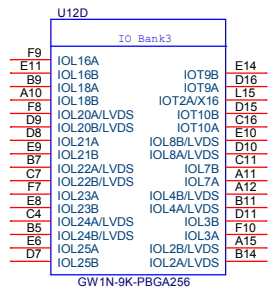 U12D
IO Bank3
F9 IOL16A
E11 IOL16B IOT9B E14
B9 IOL18A IOT9A D16
A10 IOL18B IOT2A/X16 L15
F8 IOL20A/LVDS IOT10B D15
D9 IOL20B/LVDS IOT10A C16
D8 IOL21A IOL8B/LVDS E10
E9 IOL21B IOL8A/LVDS D10
B7 IOL22A/LVDS IOL7B C11
C7 IOL22B/LVDS IOL7A A11
F7 IOL23A IOL4B/LVDS A12
E8 IOL23B IOL4A/LVDS B11
C4 IOL24A/LVDS IOL3B D11
B5 IOL24B/LVDS IOL3A F10
E6 IOL25A IOL2B/LVDS A15
D7 IOL25B IOL2A/LVDS B14
GW1N-9K-PBGA256